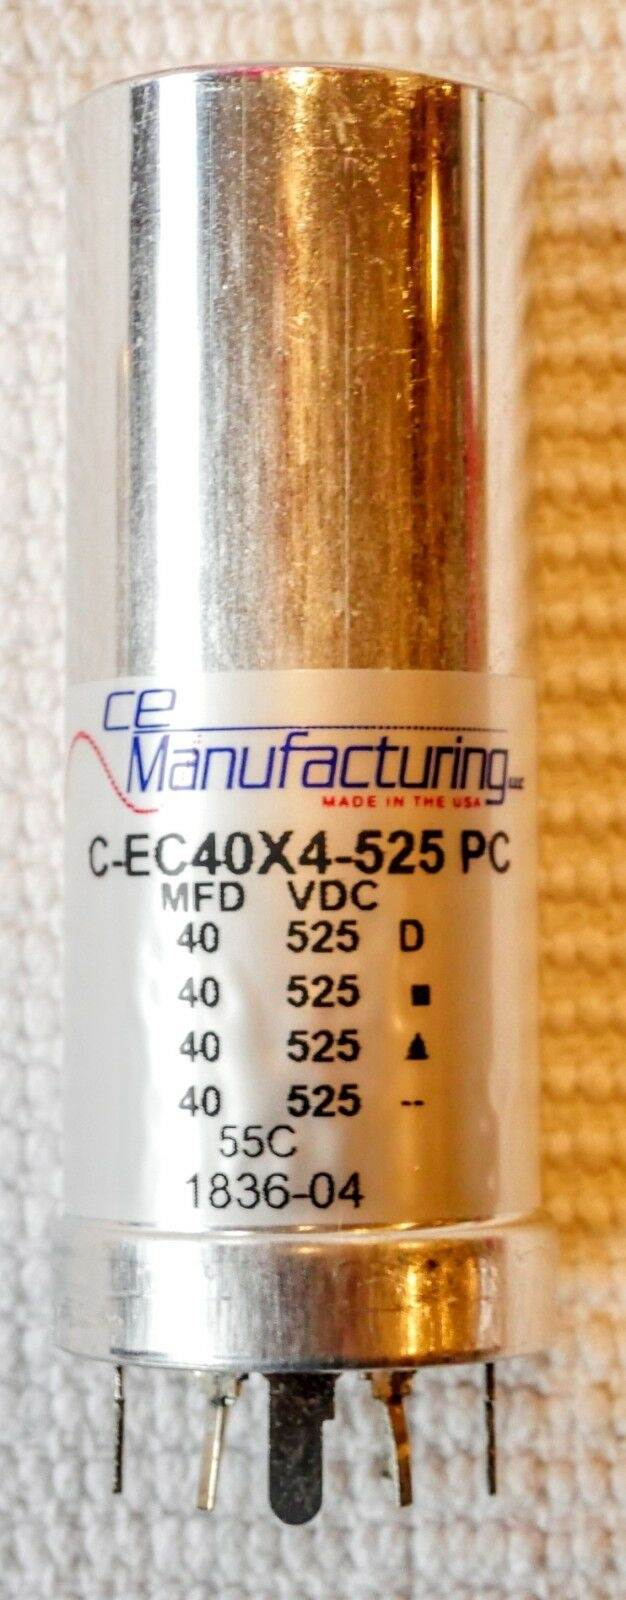 ce
Manufacturing LLC
MADE IN THE USA
C-EC40X4-525 PC
MFD VDC
40 525 D
40 525 ■
40 525 ▲
40 525 --
55C
1836-04